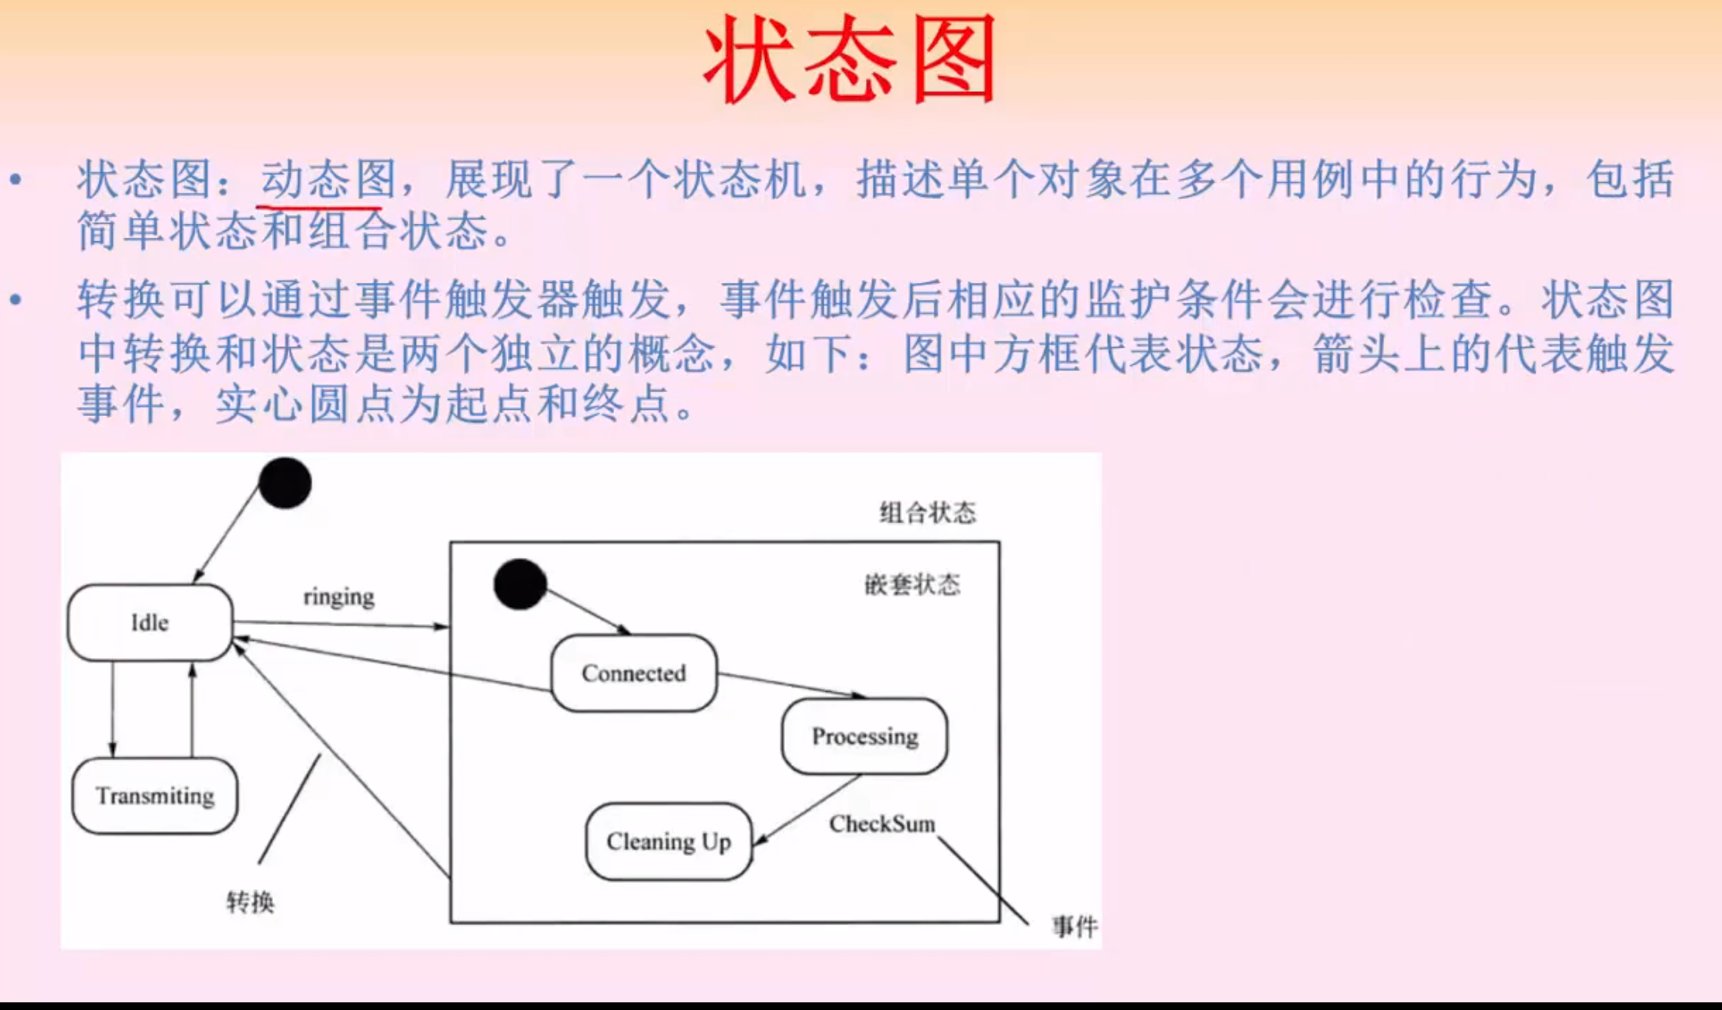 状态图
• 状态图：动态图，展现了一个状态机，描述单个对象在多个用例中的行为，包括
简单状态和组合状态。
• 转换可以通过事件触发器触发，事件触发后相应的监护条件会进行检查。状态图
中转换和状态是两个独立的概念，如下：图中方框代表状态，箭头上的代表触发
事件，实心圆点为起点和终点。
组合状态
嵌套状态
ringing
Idle
Connected
Processing
Transmiting
CheckSum
Cleaning Up
转换
事件